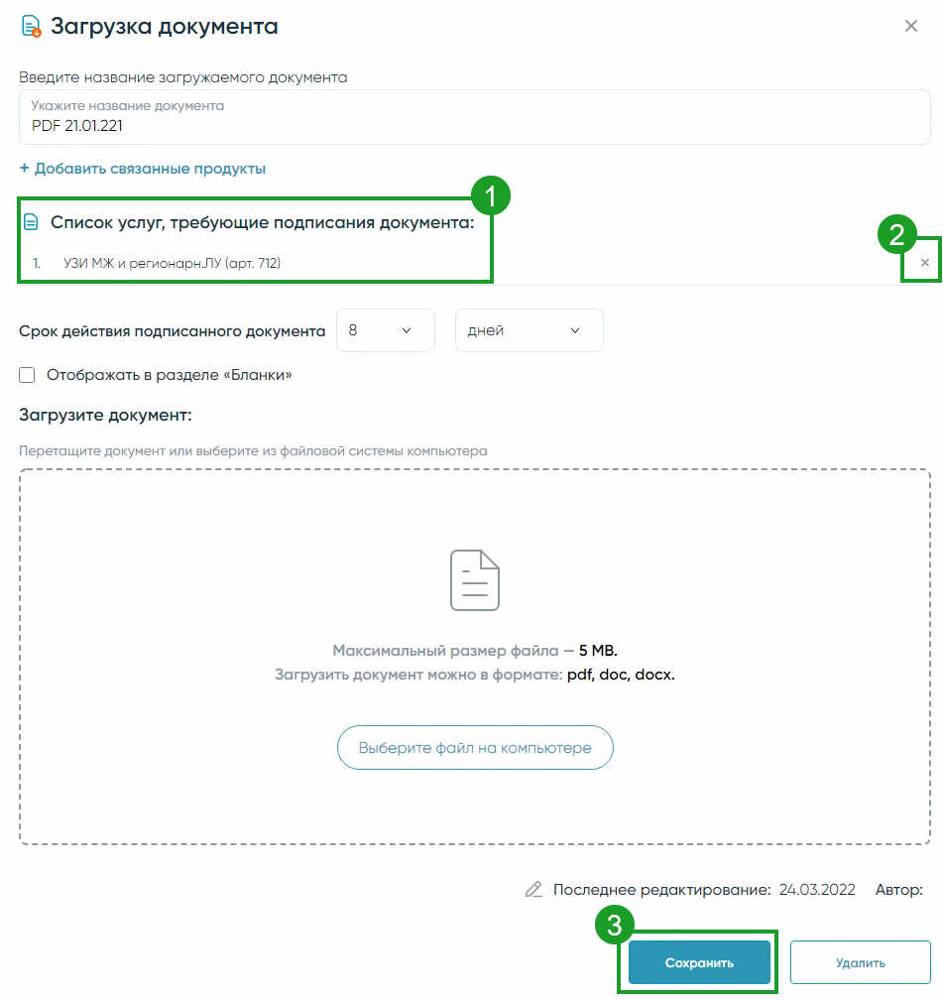 Загрузка документа
Введите название загружаемого документа
Укажите название документа
PDF 21.01.221
+ Добавить связанные продукты
1
Список услуг, требующие подписания документа:
2
1. УЗИ МЖ и регионарн.ЛУ (арт. 712)
Срок действия подписанного документа 8 дней
Отображать в разделе «Бланки»
Загрузите документ:
Перетащите документ или выберите из файловой системы компьютера
Максимальный размер файла — 5 MB.
Загрузить документ можно в формате: pdf, doc, docx.
Выберите файл на компьютере
Последнее редактирование: 24.03.2022 Автор:
3
Сохранить Удалить